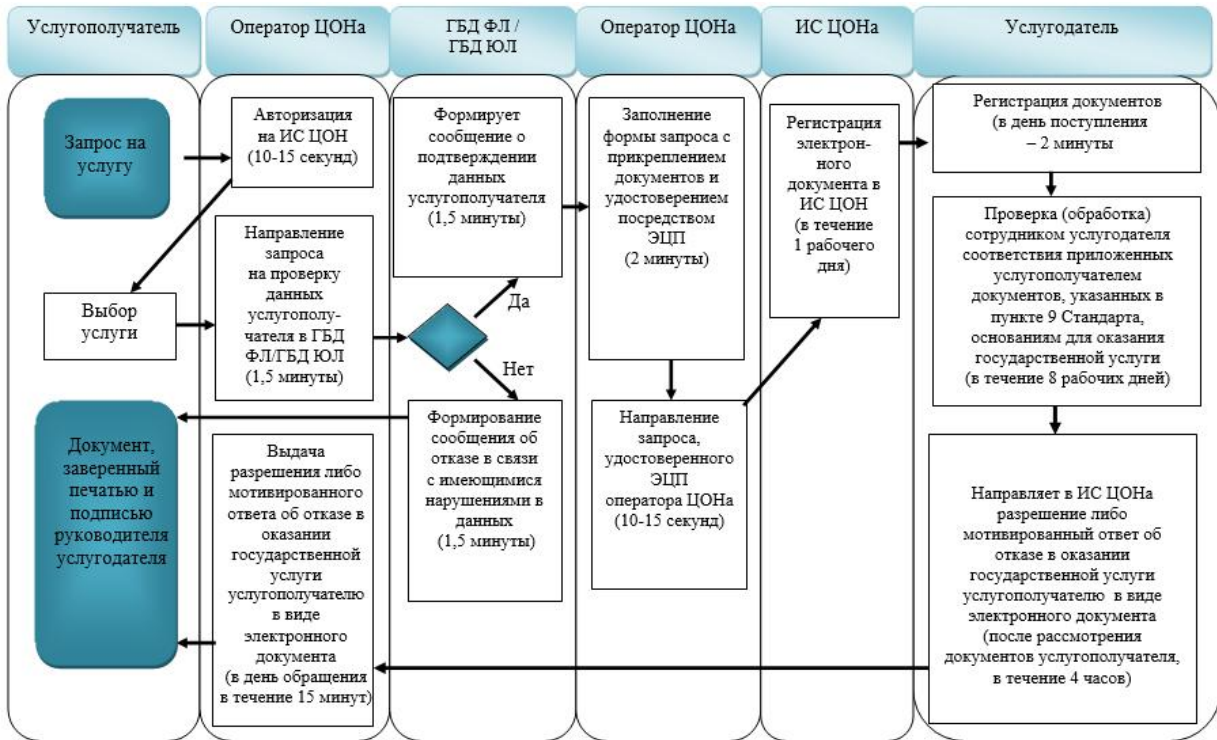 Услугополучатель
Оператор ЦОНа
ГБД ФЛ /
ГБД ЮЛ
Оператор ЦОНа
ИС ЦОНа
Услугодатель
Запрос на
услугу
Авторизация
на ИС ЦОН
(10-15 секунд)
Выбор
услуги
Направление
запроса
на проверку
данных
услугополу-
чателя в ГБД
ФЛ/ГБД ЮЛ
(1,5 минуты)
Формирует
сообщение о
подтверждении
данных
услугополучателя
(1,5 минуты)
Да
Нет
Формирование
сообщения об
отказе в связи
с имеющимися
нарушениями в
данных
(1,5 минуты)
Заполнение
формы запроса с
прикреплением
документов и
удостоверением
посредством
ЭЦП
(2 минуты)
Направление
запроса,
удостоверенного
ЭЦП
оператора ЦОНа
(10-15 секунд)
Регистрация
электрон-
ного
документа в
ИС ЦОН
(в течение
1 рабочего
дня)
Регистрация документов
(в день поступления
– 2 минуты
Проверка (обработка)
сотрудником услугодателя
соответствия приложенных
услугополучателем
документов, указанных в
пункте 9 Стандарта,
основаниям для оказания
государственной услуги
(в течение 8 рабочих дней)
Направляет в ИС ЦОНа
разрешение либо
мотивированный ответ об
отказе в оказании
государственной услуги
услугополучателю в виде
электронного документа
(после рассмотрения
документов услугополучателя,
в течение 4 часов)
Выдача
разрешения либо
мотивированного
ответа об отказе в
оказании
государственной
услуги
услугополучателю
в виде
электронного
документа
(в день обращения
в течение 15 минут)
Документ,
заверенный
печатью и
подписью
руководителя
услугодателя